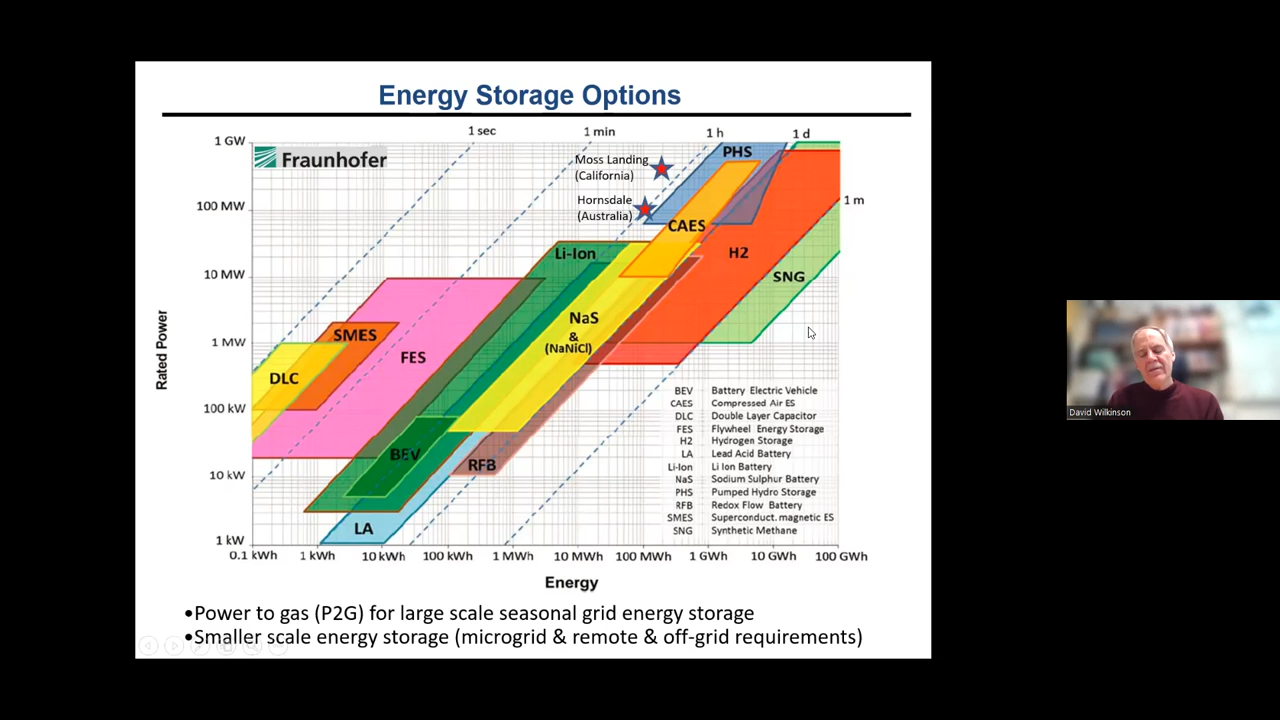 Energy Storage Options
1 sec
1 min
1 h
1 d
1 GW
Fraunhofer
Moss Landing
(California)
PHS
Hornsdale
(Australia)
1 m
100 MW
CAES
Li-Ion
H2
10 MW
SNG
NaS
&
(NaNiCl)
SMES
FES
1 MW
DLC
Rated Power
100 kW
BEV
RFB
10 kW
LA
1 kW
BEV Battery Electric Vehicle
CAES Compressed Air ES
DLC Double Layer Capacitor
FES Flywheel Energy Storage
H2 Hydrogen Storage
LA Lead Acid Battery
Li-Ion Li Ion Battery
NaS Sodium Sulphur Battery
PHS Pumped Hydro Storage
RFB Redox Flow Battery
SMES Superconduct. magnetic ES
SNG Synthetic Methane
0.1 kWh 1 kWh 10 kWh 100 kWh 1 MWh 10 MWh 100 MWh 1 GWh 10 GWh 100 GWh
Energy
•Power to gas (P2G) for large scale seasonal grid energy storage
•Smaller scale energy storage (microgrid & remote & off-grid requirements)
David Wilkinson